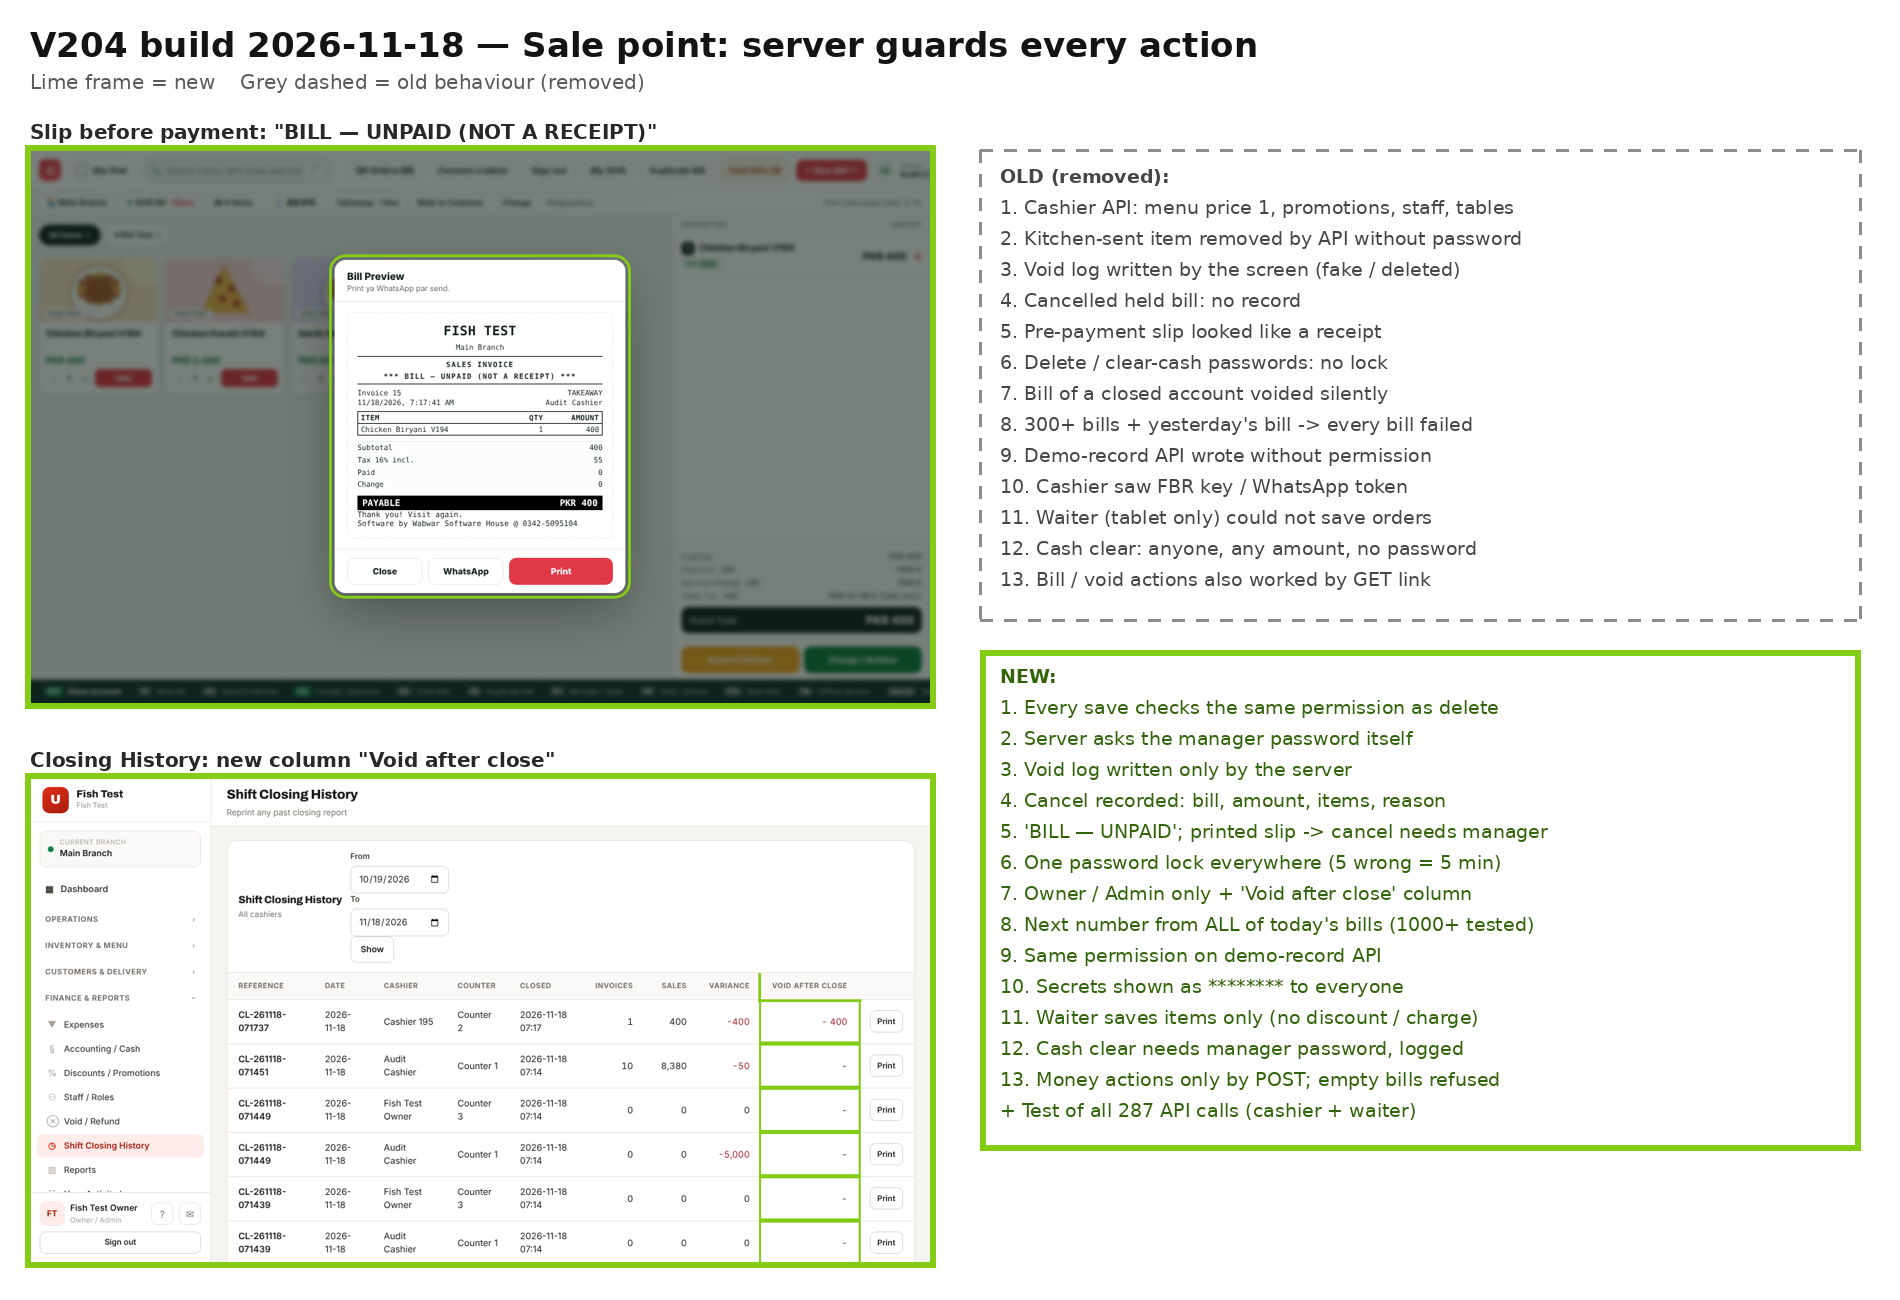 V204 build 2026-11-18 — Sale point: server guards every action
Lime frame = new    Grey dashed = old behaviour (removed)
Slip before payment: "BILL — UNPAID (NOT A RECEIPT)"
Bill Preview
Print ya WhatsApp par send.
FISH TEST
Main Branch
SALES INVOICE
*** BILL — UNPAID (NOT A RECEIPT) ***
Invoice 15 TAKEAWAY
11/18/2026, 7:17:41 AM Audit Cashier
ITEM QTY AMOUNT
Chicken Biryani V194 1 400
Subtotal 400
Tax 16% incl. 55
Paid 0
Change 0
PAYABLE PKR 400
Thank you! Visit again.
Software by Wabwar Software House @ 0342-5095104
Close WhatsApp Print
Closing History: new column "Void after close"
U Fish Test
Fish Test
CURRENT BRANCH
Main Branch
Dashboard
OPERATIONS
INVENTORY & MENU
CUSTOMERS & DELIVERY
FINANCE & REPORTS
Expenses
§ Accounting / Cash
% Discounts / Promotions
Staff / Roles
Void / Refund
Shift Closing History
Reports
FT Fish Test Owner ?
Owner / Admin
Sign out
Shift Closing History
Reprint any past closing report
Shift Closing History
All cashiers
From
10/19/2026
To
11/18/2026
Show
REFERENCE DATE CASHIER COUNTER CLOSED INVOICES SALES VARIANCE VOID AFTER CLOSE
CL-261118-071737 2026-11-18 Cashier 195 Counter 2 2026-11-18 07:17 1 400 -400 - 400 Print
CL-261118-071451 2026-11-18 Audit Cashier Counter 1 2026-11-18 07:14 10 8,380 -50 - Print
CL-261118-071449 2026-11-18 Fish Test Owner Counter 3 2026-11-18 07:14 0 0 0 - Print
CL-261118-071449 2026-11-18 Audit Cashier Counter 1 2026-11-18 07:14 0 0 -5,000 - Print
CL-261118-071439 2026-11-18 Fish Test Owner Counter 3 2026-11-18 07:14 0 0 0 - Print
CL-261118-071439 2026-11-18 Audit Cashier Counter 1 2026-11-18 07:14 0 0 0 - Print
OLD (removed):
1. Cashier API: menu price 1, promotions, staff, tables
2. Kitchen-sent item removed by API without password
3. Void log written by the screen (fake / deleted)
4. Cancelled held bill: no record
5. Pre-payment slip looked like a receipt
6. Delete / clear-cash passwords: no lock
7. Bill of a closed account voided silently
8. 300+ bills + yesterday's bill -> every bill failed
9. Demo-record API wrote without permission
10. Cashier saw FBR key / WhatsApp token
11. Waiter (tablet only) could not save orders
12. Cash clear: anyone, any amount, no password
13. Bill / void actions also worked by GET link
NEW:
1. Every save checks the same permission as delete
2. Server asks the manager password itself
3. Void log written only by the server
4. Cancel recorded: bill, amount, items, reason
5. 'BILL — UNPAID'; printed slip -> cancel needs manager
6. One password lock everywhere (5 wrong = 5 min)
7. Owner / Admin only + 'Void after close' column
8. Next number from ALL of today's bills (1000+ tested)
9. Same permission on demo-record API
10. Secrets shown as ******** to everyone
11. Waiter saves items only (no discount / charge)
12. Cash clear needs manager password, logged
13. Money actions only by POST; empty bills refused
+ Test of all 287 API calls (cashier + waiter)